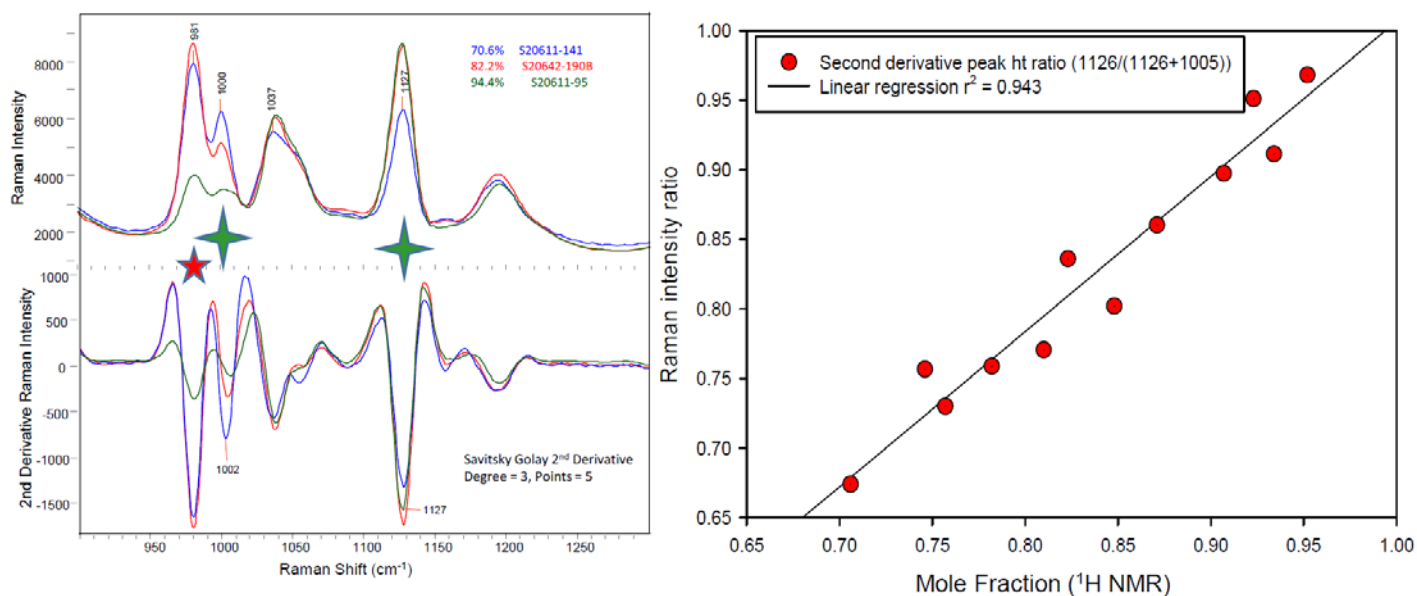 981
1000
1037
1127
70.6% S20611-141
82.2% S20642-190B
94.4% S20611-95
8000
6000
4000
2000
Raman Intensity
1000
500
0
-500
-1000
-1500
2nd Derivative Raman Intensity
1002
1127
Savitsky Golay 2nd Derivative
Degree = 3, Points = 5
950 1000 1050 1100 1150 1200 1250
Raman Shift (cm-1)
Second derivative peak ht ratio (1126/(1126+1005))
Linear regression r2 = 0.943
1.00
0.95
0.90
0.85
0.80
0.75
0.70
0.65
Raman intensity ratio
0.65 0.70 0.75 0.80 0.85 0.90 0.95 1.00
Mole Fraction (1H NMR)